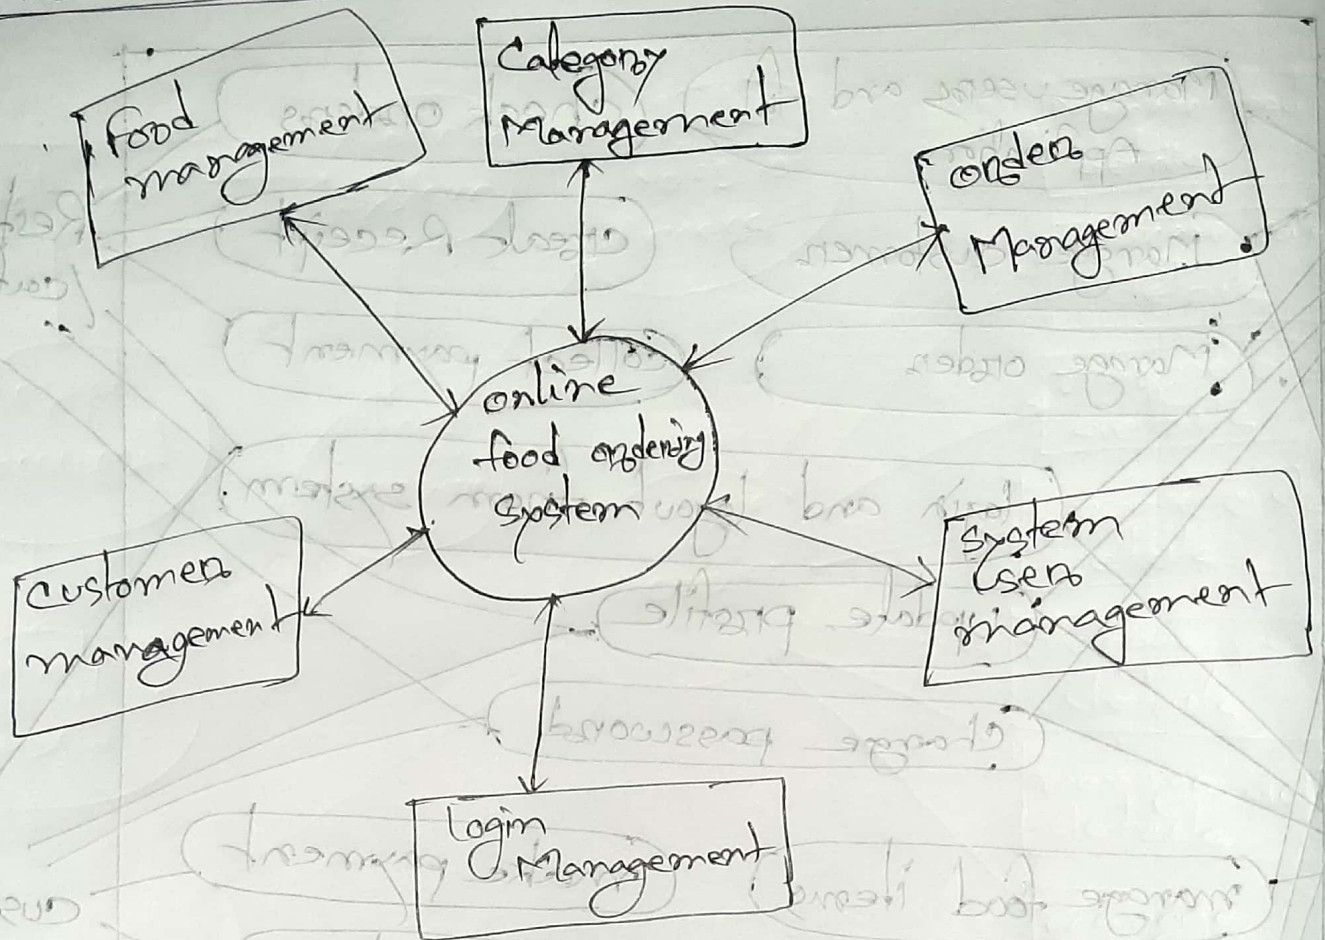 Food
management
Category
Management
order
Management
online
food ordering
system
customer
management
system
User
management
Login
Management